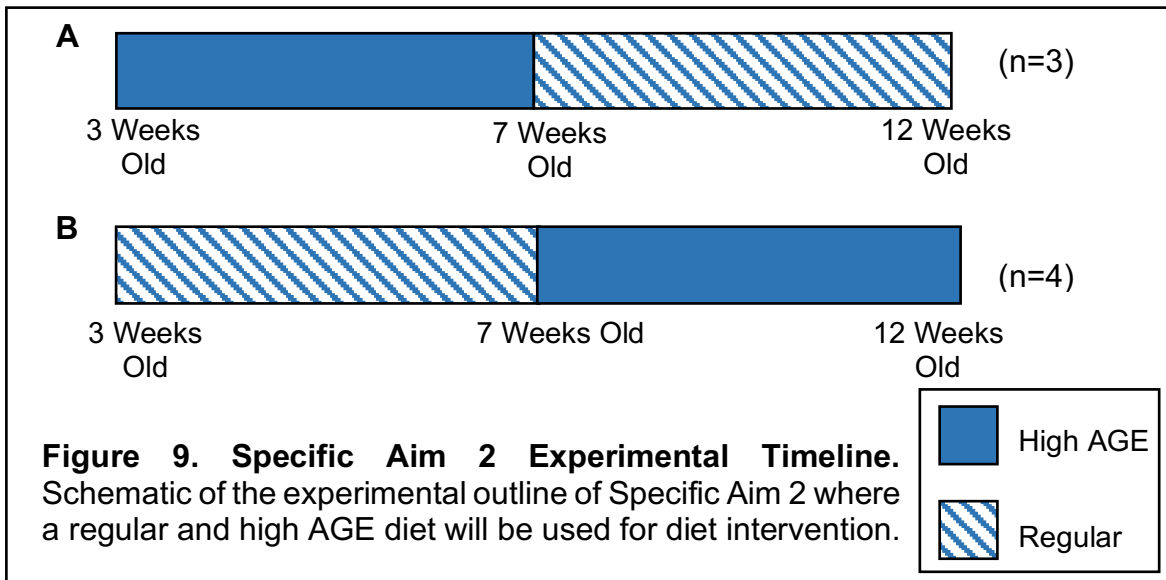 A
(n=3)
3 Weeks
Old
7 Weeks
Old
12 Weeks
Old
B
(n=4)
3 Weeks
Old
7 Weeks Old
12 Weeks
Old
Figure 9. Specific Aim 2 Experimental Timeline.
Schematic of the experimental outline of Specific Aim 2 where
a regular and high AGE diet will be used for diet intervention.
High AGE
Regular